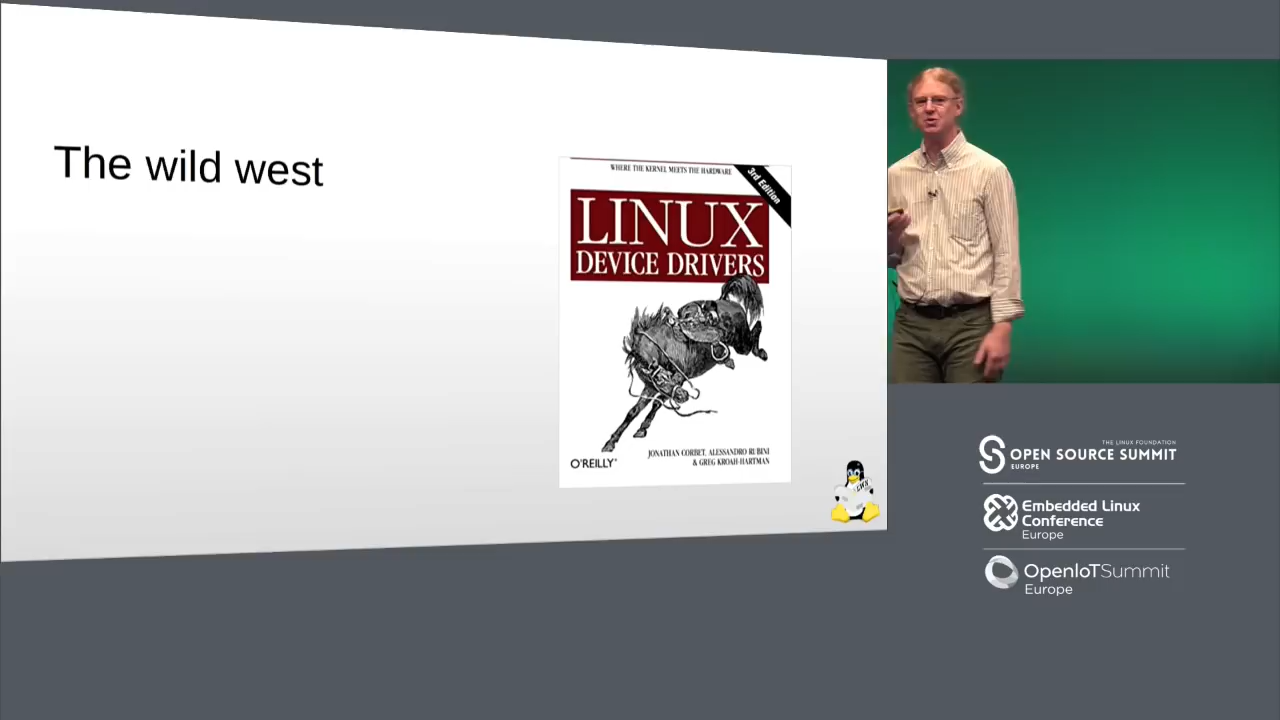 The wild west
WHERE THE KERNEL MEETS THE HARDWARE
3rd Edition
LINUX
DEVICE DRIVERS
O'REILLY®
JONATHAN CORBET, ALESSANDRO RUBINI
& GREG KROAH-HARTMAN
LWN
THE LINUX FOUNDATION
OPEN SOURCE SUMMIT
EUROPE
Embedded Linux
Conference
Europe
OpenIoTSummit
Europe